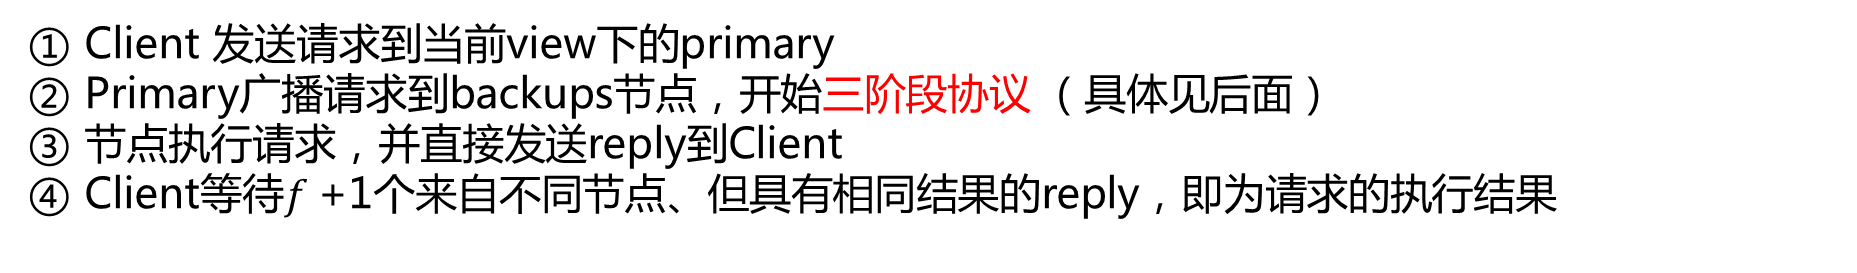 ① Client 发送请求到当前view下的primary
② Primary广播请求到backups节点，开始三阶段协议（具体见后面）
③ 节点执行请求，并直接发送reply到Client
④ Client等待f +1个来自不同节点、但具有相同结果的reply，即为请求的执行结果